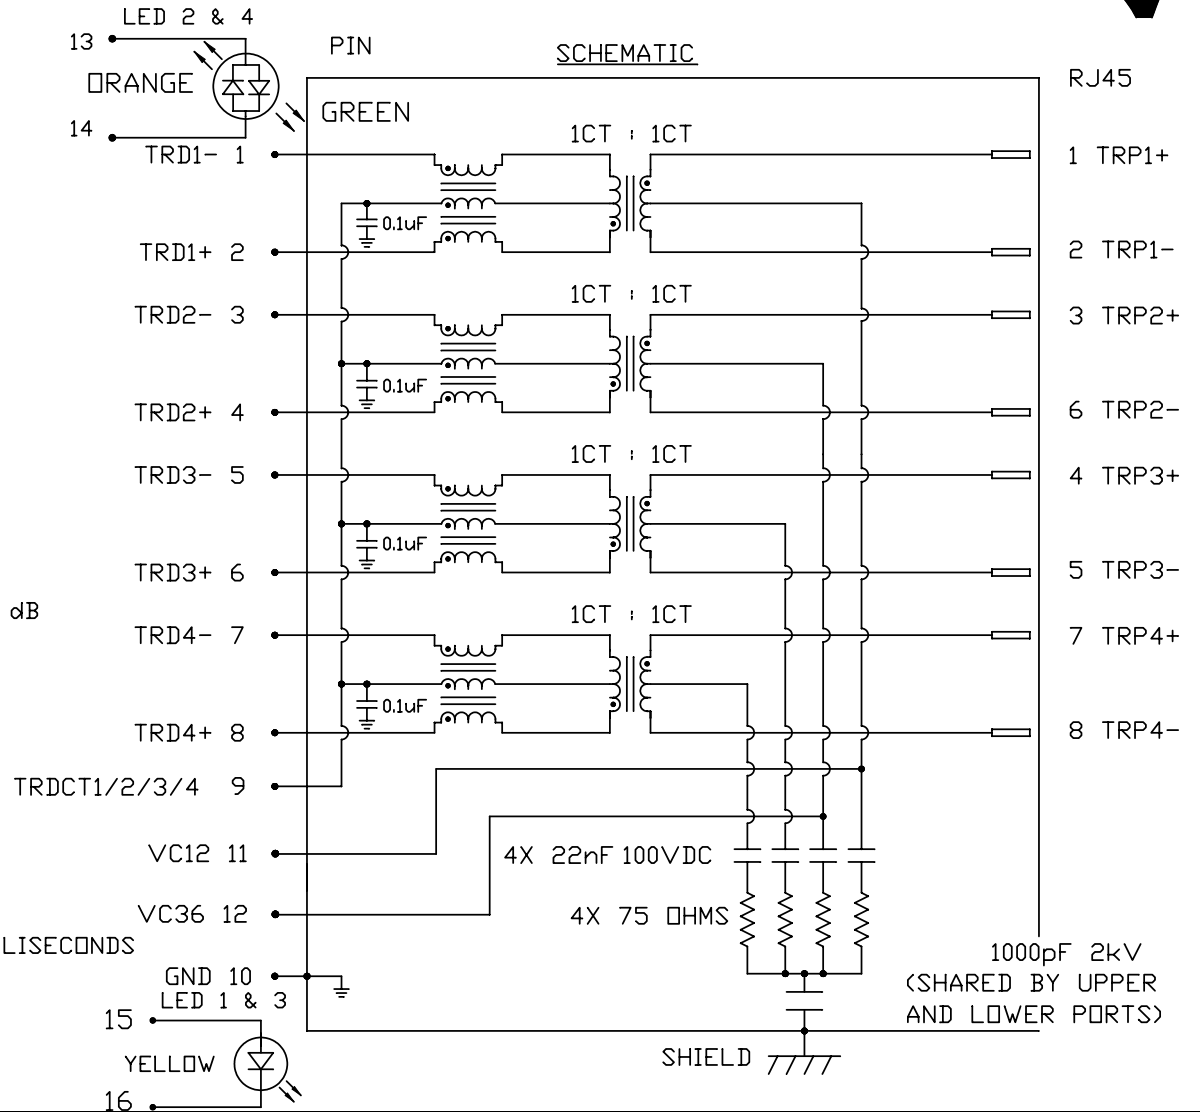 LED 2 & 4
13
PIN
SCHEMATIC
RJ45
ORANGE
GREEN
14
1CT : 1CT
TRD1- 1
1 TRP1+
0.1uF
TRD1+ 2
2 TRP1-
1CT : 1CT
TRD2- 3
3 TRP2+
0.1uF
TRD2+ 4
6 TRP2-
1CT : 1CT
TRD3- 5
4 TRP3+
0.1uF
TRD3+ 6
5 TRP3-
dB
1CT : 1CT
TRD4- 7
7 TRP4+
0.1uF
TRD4+ 8
8 TRP4-
TRDCT1/2/3/4 9
VC12 11
4X 22nF 100VDC
VC36 12
4X 75 OHMS
LISECONDS
1000pF 2kV
(SHARED BY UPPER
AND LOWER PORTS)
GND 10
LED 1 & 3
15
YELLOW
SHIELD
16